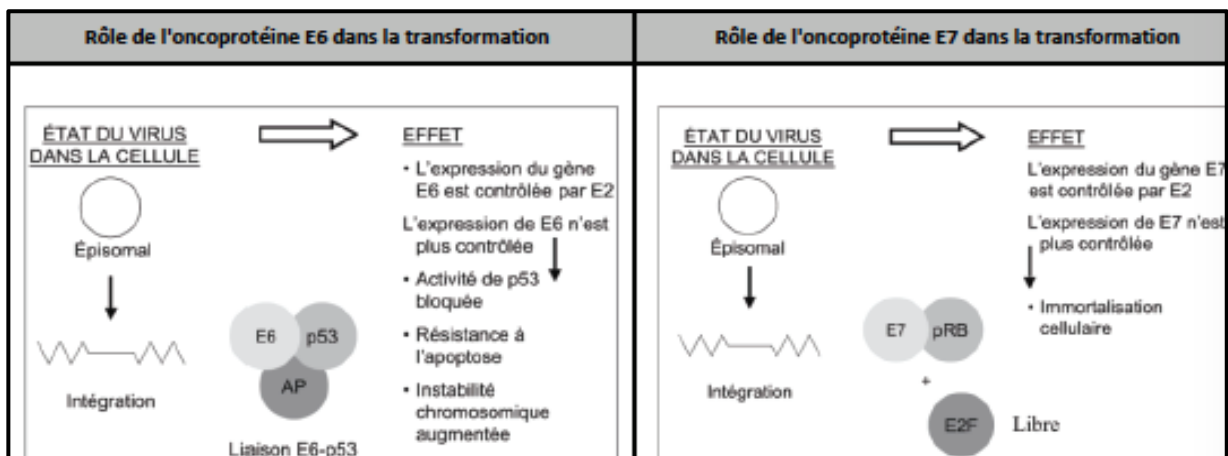 Rôle de l'oncoprotéine E6 dans la transformation
ÉTAT DU VIRUS
DANS LA CELLULE
Épisomal
Intégration
E6
p53
AP
Liaison E6-p53
EFFET
• L'expression du gène
E6 est contrôlée par E2
L'expression de E6 n'est
plus contrôlée
• Activité de p53
bloquée
• Résistance à
l'apoptose
• Instabilité
chromosomique
augmentée
Rôle de l'oncoprotéine E7 dans la transformation
ÉTAT DU VIRUS
DANS LA CELLULE
Épisomal
Intégration
E7
pRB
+
E2F
Libre
EFFET
L'expression du gène E7
est contrôlée par E2
L'expression de E7 n'est
plus contrôlée
• Immortalisation
cellulaire